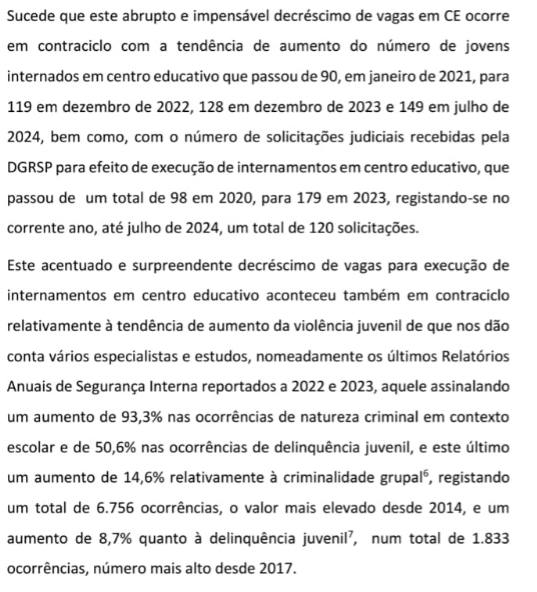 Sucede que este abrupto e impensável decréscimo de vagas em CE ocorre
em contraciclo com a tendência de aumento do número de jovens
internados em centro educativo que passou de 90, em janeiro de 2021, para
119 em dezembro de 2022, 128 em dezembro de 2023 e 149 em julho de
2024, bem como, com o número de solicitações judiciais recebidas pela
DGRSP para efeito de execução de internamentos em centro educativo, que
passou de um total de 98 em 2020, para 179 em 2023, registando-se no
corrente ano, até julho de 2024, um total de 120 solicitações.
Este acentuado e surpreendente decréscimo de vagas para execução de
internamentos em centro educativo aconteceu também em contraciclo
relativamente à tendência de aumento da violência juvenil de que nos dão
conta vários especialistas e estudos, nomeadamente os últimos Relatórios
Anuais de Segurança Interna reportados a 2022 e 2023, aquele assinalando
um aumento de 93,3% nas ocorrências de natureza criminal em contexto
escolar e de 50,6% nas ocorrências de delinquência juvenil, e este último
um aumento de 14,6% relativamente à criminalidade grupal⁶, registando
um total de 6.756 ocorrências, o valor mais elevado desde 2014, e um
aumento de 8,7% quanto à delinquência juvenil⁷, num total de 1.833
ocorrências, número mais alto desde 2017.